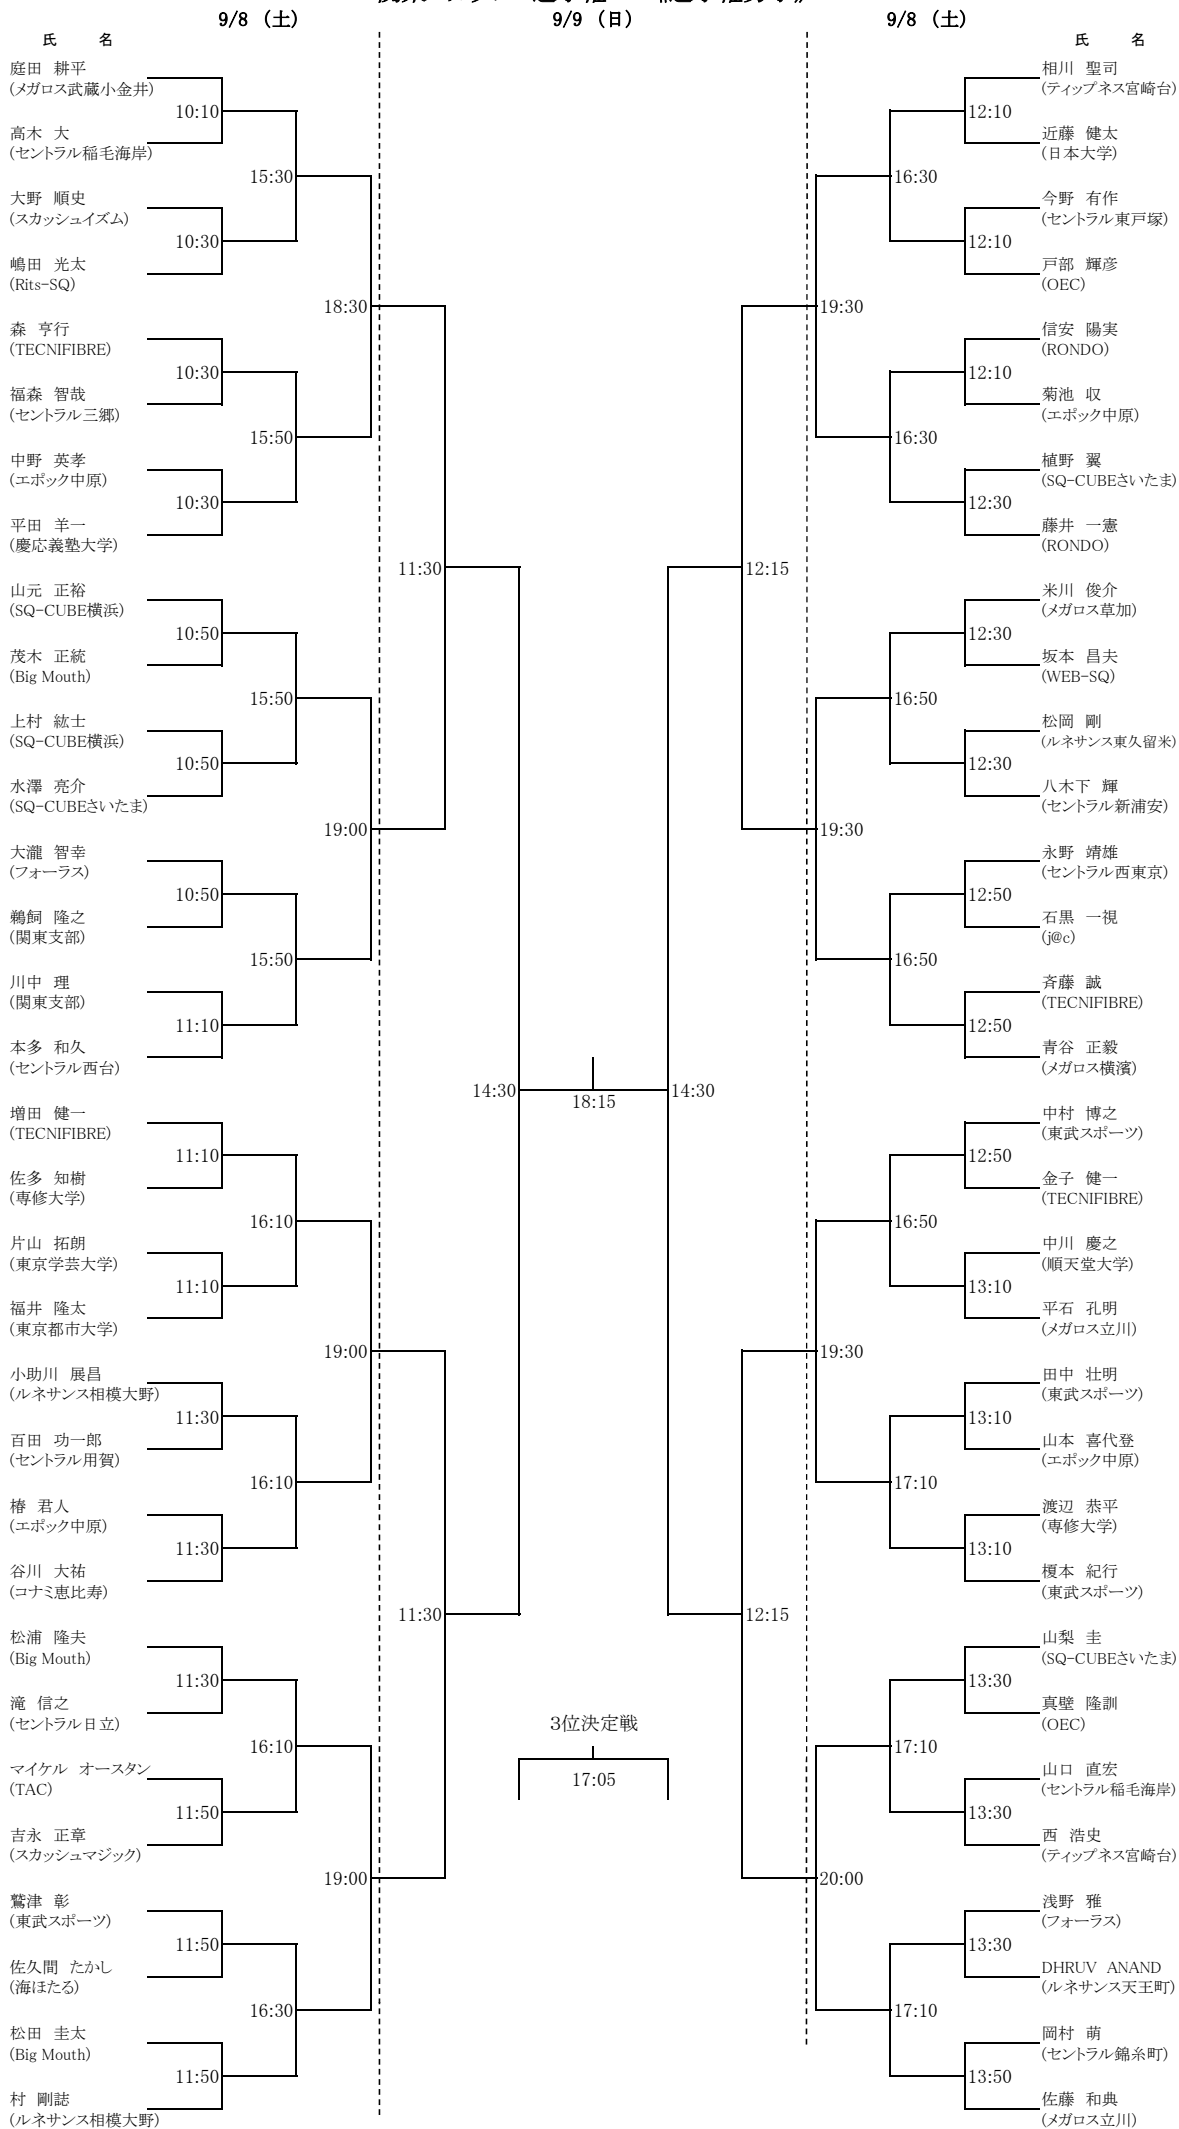 9/8 (土)
9/9 (日)
9/8 (土)
氏 名
氏 名
庭田 耕平
(メガロス武蔵小金井)
10:10
高木 大
(セントラル稲毛海岸)
15:30
大野 順史
(スカッシュイズム)
10:30
嶋田 光太
(Rits-SQ)
18:30
森 亨行
(TECNIFIBRE)
10:30
福森 智哉
(セントラル三郷)
15:50
中野 英孝
(エポック中原)
10:30
平田 羊一
(慶応義塾大学)
11:30
山元 正裕
(SQ-CUBE横浜)
10:50
茂木 正統
(Big Mouth)
15:50
上村 紘士
(SQ-CUBE横浜)
10:50
水澤 亮介
(SQ-CUBEさいたま)
19:00
大瀧 智幸
(フォーラス)
10:50
鵜飼 隆之
(関東支部)
15:50
川中 理
(関東支部)
11:10
本多 和久
(セントラル西台)
14:30
増田 健一
(TECNIFIBRE)
11:10
佐多 知樹
(専修大学)
16:10
片山 拓朗
(東京学芸大学)
11:10
福井 隆太
(東京都市大学)
19:00
小助川 展昌
(ルネサンス相模大野)
11:30
百田 功一郎
(セントラル用賀)
16:10
椿 君人
(エポック中原)
11:30
谷川 大祐
(コナミ恵比寿)
11:30
松浦 隆夫
(Big Mouth)
11:30
滝 信之
(セントラル日立)
16:10
マイケル オースタン
(TAC)
11:50
吉永 正章
(スカッシュマジック)
19:00
鷲津 彰
(東武スポーツ)
11:50
佐久間 たかし
(海ほたる)
16:30
松田 圭太
(Big Mouth)
11:50
村 剛誌
(ルネサンス相模大野)
18:15
3位決定戦
17:05
相川 聖司
(ティップネス宮崎台)
12:10
近藤 健太
(日本大学)
16:30
今野 有作
(セントラル東戸塚)
12:10
戸部 輝彦
(OEC)
19:30
信安 陽実
(RONDO)
12:10
菊池 収
(エポック中原)
16:30
植野 翼
(SQ-CUBEさいたま)
12:30
藤井 一憲
(RONDO)
12:15
米川 俊介
(メガロス草加)
12:30
坂本 昌夫
(WEB-SQ)
16:50
松岡 剛
(ルネサンス東久留米)
12:30
八木下 輝
(セントラル新浦安)
19:30
永野 靖雄
(セントラル西東京)
12:50
石黒 一視
(j@c)
16:50
斉藤 誠
(TECNIFIBRE)
12:50
青谷 正毅
(メガロス横濱)
14:30
中村 博之
(東武スポーツ)
12:50
金子 健一
(TECNIFIBRE)
16:50
中川 慶之
(順天堂大学)
13:10
平石 孔明
(メガロス立川)
19:30
田中 壮明
(東武スポーツ)
13:10
山本 喜代登
(エポック中原)
17:10
渡辺 恭平
(専修大学)
13:10
榎本 紀行
(東武スポーツ)
12:15
山梨 圭
(SQ-CUBEさいたま)
13:30
真壁 隆訓
(OEC)
17:10
山口 直宏
(セントラル稲毛海岸)
13:30
西 浩史
(ティップネス宮崎台)
20:00
浅野 雅
(フォーラス)
13:30
DHRUV ANAND
(ルネサンス天王町)
17:10
岡村 萌
(セントラル錦糸町)
13:50
佐藤 和典
(メガロス立川)